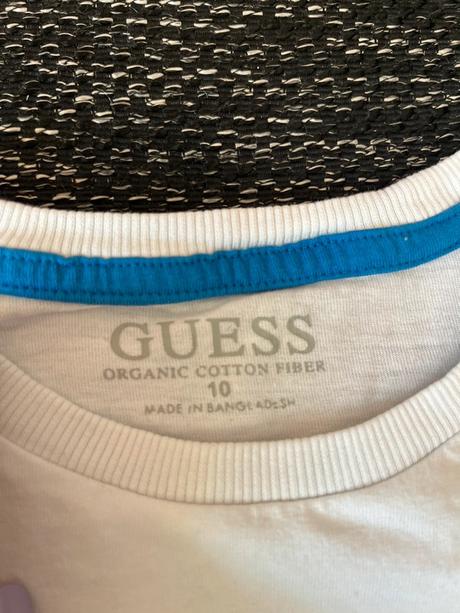 GUESS
ORGANIC COTTON FIBER
10
MADE IN BANGLADESH